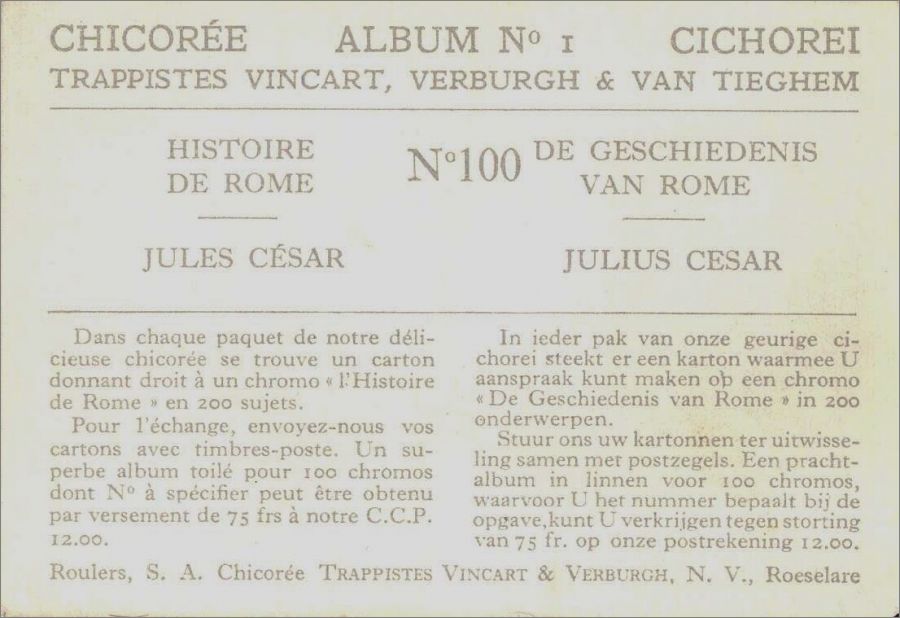 CHICORÉE ALBUM Nº 1 CICHOREI
TRAPPISTES VINCART, VERBURGH & VAN TIEGHEM
HISTOIRE
DE ROME
JULES CÉSAR
Nº 100
DE GESCHIEDENIS
VAN ROME
JULIUS CESAR
Dans chaque paquet de notre déli-
cieuse chicorée se trouve un carton
donnant droit à un chromo « l'Histoire
de Rome » en 200 sujets.
Pour l'échange, envoyez-nous vos
cartons avec timbres-poste. Un su-
perbe album toilé pour 100 chromos
dont Nº à spécifier peut être obtenu
par versement de 75 frs à notre C.C.P.
12.00.
In ieder pak van onze geurige ci-
chorei steekt er een karton waarmee U
aanspraak kunt maken op een chromo
« De Geschiedenis van Rome » in 200
onderwerpen.
Stuur ons uw kartonnen ter uitwisse-
ling samen met postzegels. Een pracht-
album in linnen voor 100 chromos,
waarvoor U het nummer bepaalt bij de
opgave,kunt U verkrijgen tegen storting
van 75 fr. op onze postrekening 12.00.
Roulers, S. A. Chicorée TRAPPISTES VINCART & VERBURGH, N. V., Roeselare